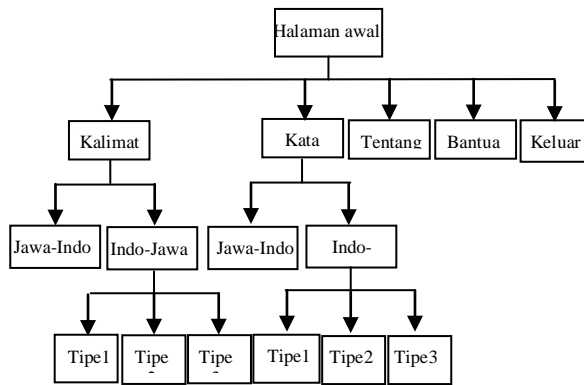 Halaman awal
Kalimat
Kata
Tentang
Bantua
Keluar
Jawa-Indo
Indo-Jawa
Jawa-Indo
Indo-
Tipe1
Tipe
Tipe
Tipe1
Tipe2
Tipe3